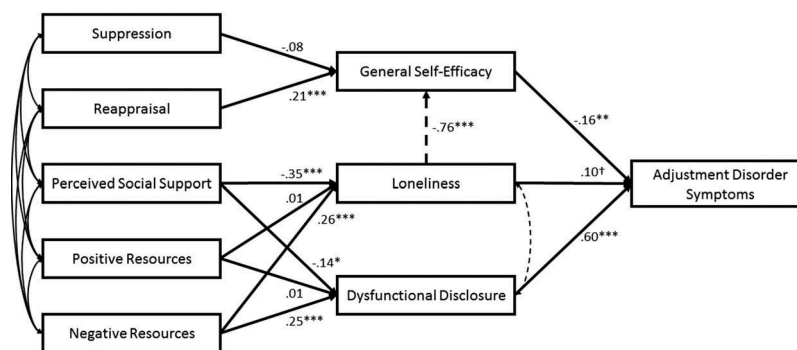 Suppression
-.08
General Self-Efficacy
Reappraisal
.21***
-.76***
-.16**
Perceived Social Support
-.35***
Loneliness
.10†
Adjustment Disorder
Symptoms
.01
.26***
.60***
Positive Resources
-.14*
Dysfunctional Disclosure
.01
.25***
Negative Resources